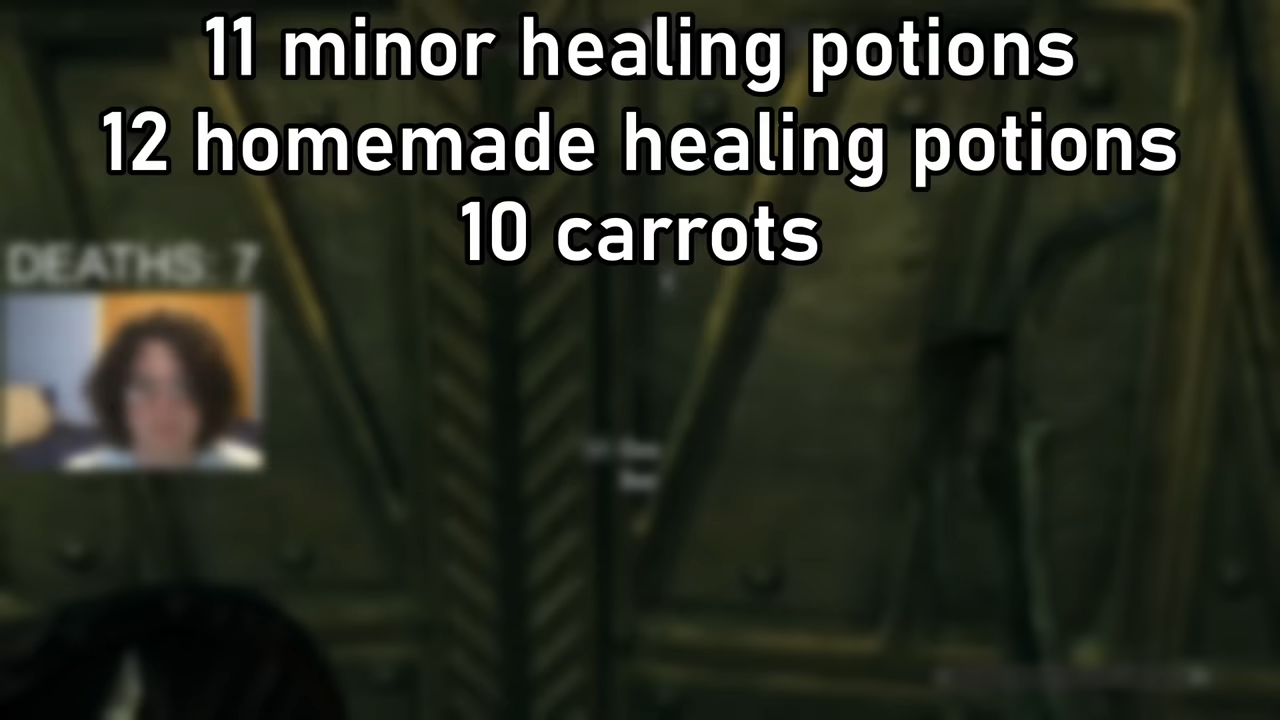 11 minor healing potions
12 homemade healing potions
10 carrots
DEATHS: 7